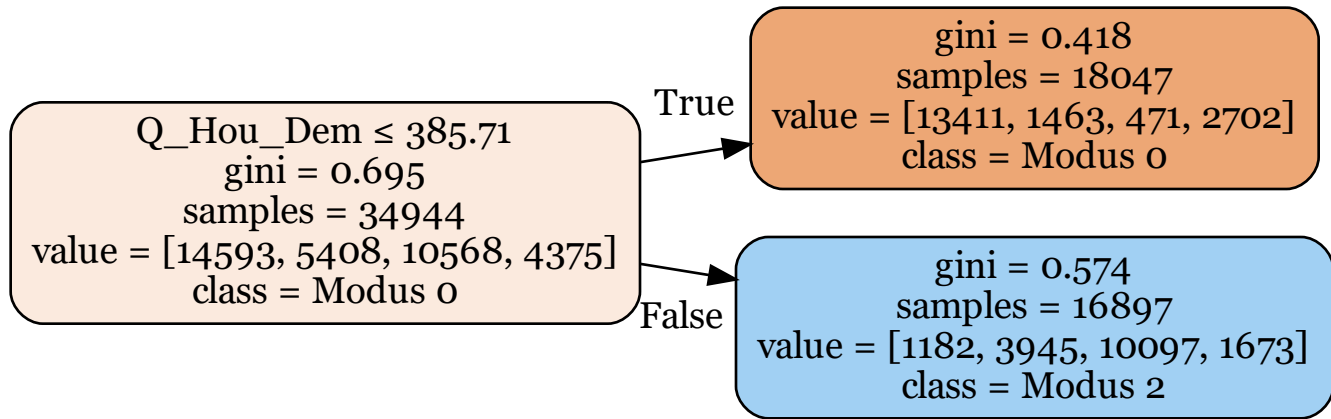 Q_Hou_Dem ≤ 385.71
gini = 0.695
samples = 34944
value = [14593, 5408, 10568, 4375]
class = Modus 0
True
gini = 0.418
samples = 18047
value = [13411, 1463, 471, 2702]
class = Modus 0
False
gini = 0.574
samples = 16897
value = [1182, 3945, 10097, 1673]
class = Modus 2